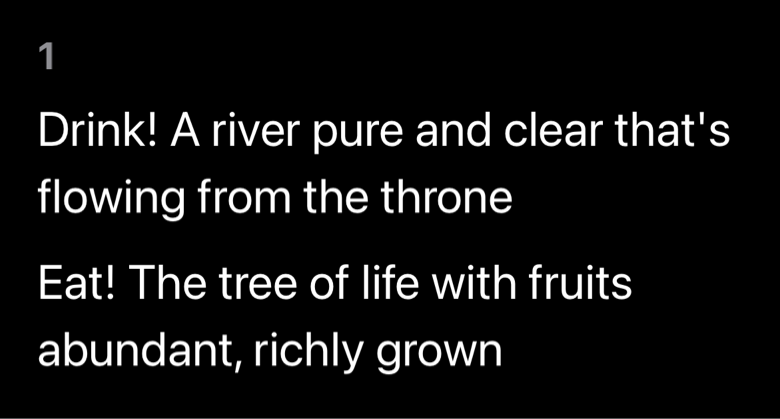 1
Drink! A river pure and clear that's
flowing from the throne
Eat! The tree of life with fruits
abundant, richly grown